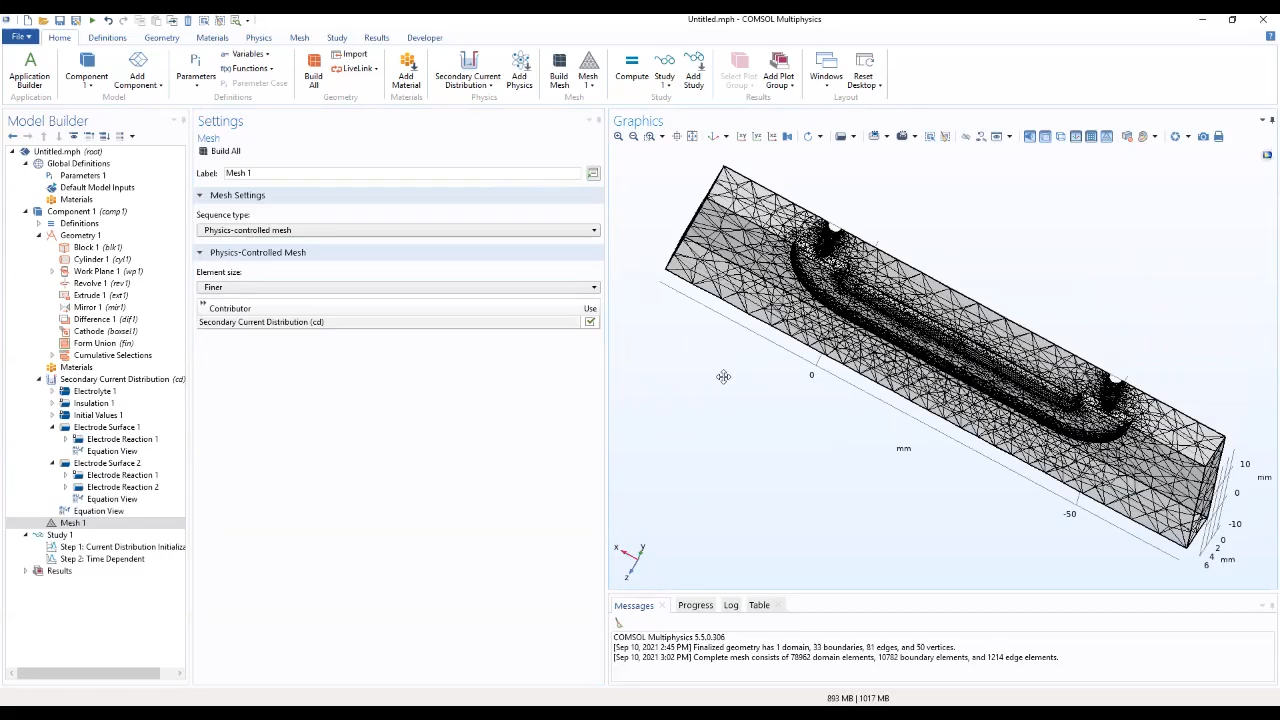 Untitled.mph - COMSOL Multiphysics
File Home Definitions Geometry Materials Physics Mesh Study Results Developer
Application Builder
Component 1
Add Component
Parameters 1
Variables
Functions
Parameter Case
Build All
Import
LiveLink
Add Material
Secondary Current Distribution
Add Physics
Build Mesh
Mesh 1
Compute
Study 1
Add Study
Select Plot Group
Add Plot Group
Windows
Reset Desktop
Application Model Definitions Geometry Materials Physics Mesh Study Results Layout
Model Builder
Untitled.mph (root)
Global Definitions
Parameters 1
Default Model Inputs
Materials
Component 1 (comp1)
Definitions
Geometry 1
Block 1 (blk1)
Cylinder 1 (cyl1)
Work Plane 1 (wp1)
Revolve 1 (rev1)
Extrude 1 (ext1)
Mirror 1 (mir1)
Difference 1 (dif1)
Cathode (boxsel1)
Form Union (fin)
Cumulative Selections
Materials
Secondary Current Distribution (cd)
Electrolyte 1
Insulation 1
Initial Values 1
Electrode Surface 1
Electrode Reaction 1
Equation View
Electrode Surface 2
Electrode Reaction 1
Electrode Reaction 2
Equation View
Equation View
Mesh 1
Study 1
Step 1: Current Distribution Initializa
Step 2: Time Dependent
Results
Settings
Mesh
Build All
Label: Mesh 1
Mesh Settings
Sequence type:
Physics-controlled mesh
Physics-Controlled Mesh
Element size:
Finer
Contributor Use
Secondary Current Distribution (cd)
Graphics
0
mm
-50
10
mm
0
-10
0
2
4
mm
6
x y
z
Messages Progress Log Table
COMSOL Multiphysics 5.5.0.306
[Sep 10, 2021 2:45 PM] Finalized geometry has 1 domain, 33 boundaries, 81 edges, and 50 vertices.
[Sep 10, 2021 3:02 PM] Complete mesh consists of 78962 domain elements, 10782 boundary elements, and 1214 edge elements.
893 MB | 1017 MB